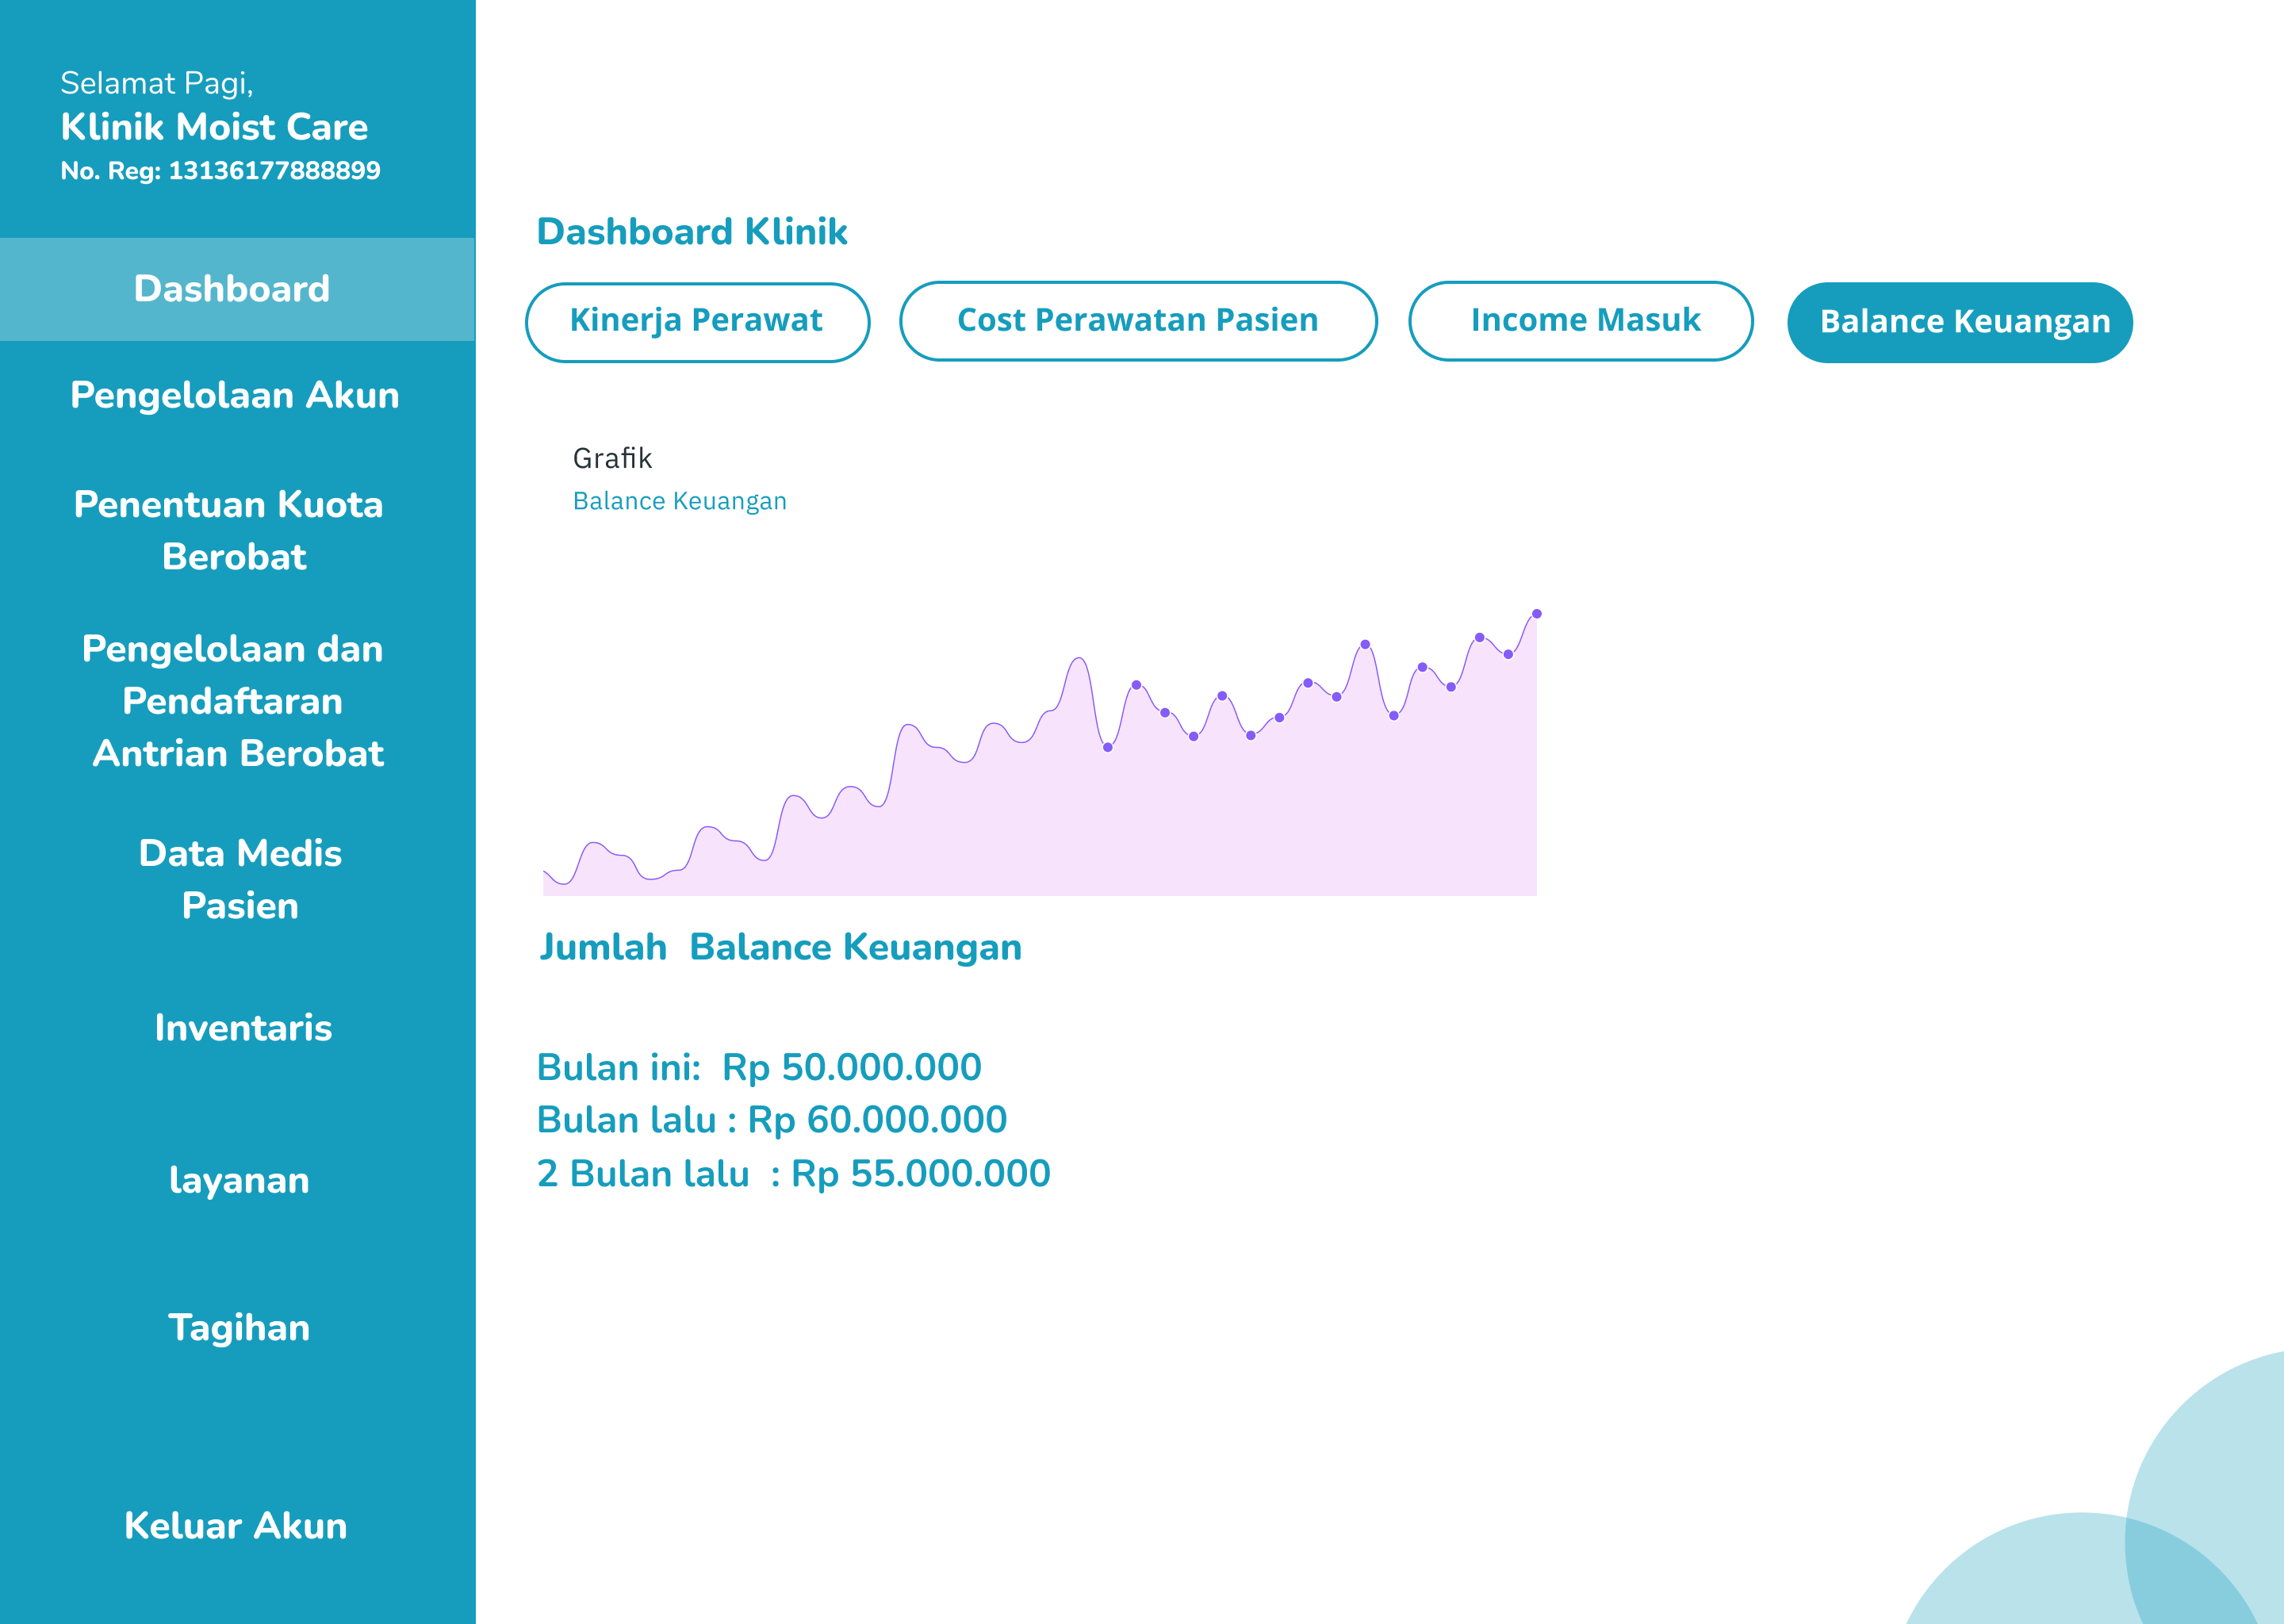 Selamat Pagi,
Klinik Moist Care
No. Reg: 13136177888899
Dashboard
Pengelolaan Akun
Penentuan Kuota
Berobat
Pengelolaan dan
Pendaftaran
Antrian Berobat
Data Medis
Pasien
Inventaris
layanan
Tagihan
Keluar Akun
Dashboard Klinik
Kinerja Perawat
Cost Perawatan Pasien
Income Masuk
Balance Keuangan
Grafik
Balance Keuangan
Jumlah  Balance Keuangan
Bulan ini:  Rp 50.000.000
Bulan lalu : Rp 60.000.000
2 Bulan lalu  : Rp 55.000.000